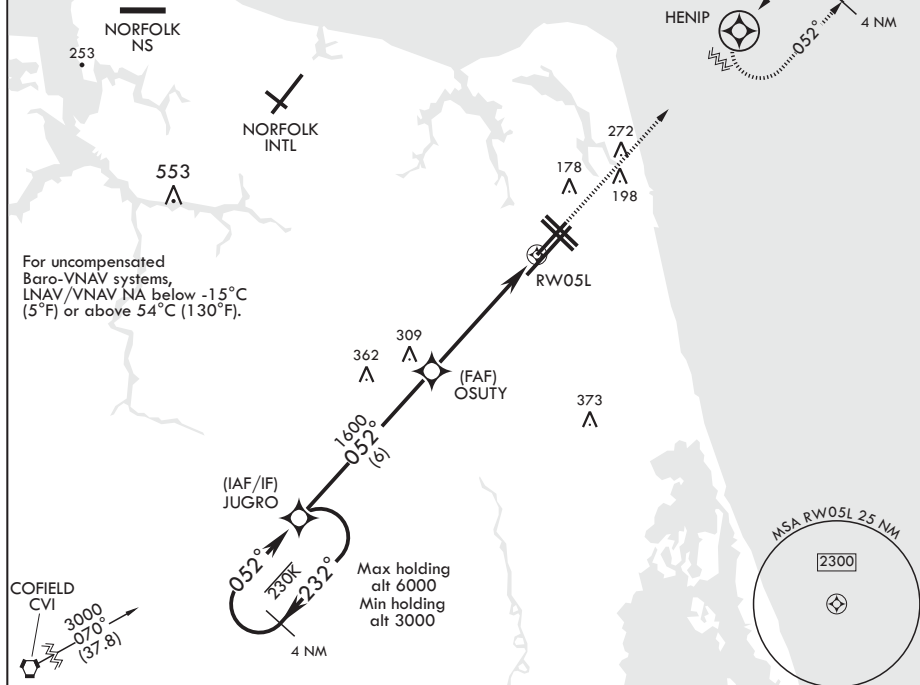 NORFOLK
NS
253
HENIP
052°
4 NM
NORFOLK
INTL
553
272
178
198
For uncompensated
Baro-VNAV systems,
LNAV/VNAV NA below -15°C
(5°F) or above 54°C (130°F).
RW05L
309
362
(FAF)
OSUTY
373
1600
052°
(6)
(IAF/IF)
JUGRO
052°
230K
232°
4 NM
Max holding
alt 6000
Min holding
alt 3000
MSA RW05L 25 NM
2300
COFIELD
CVI
3000
070°
(37.8)